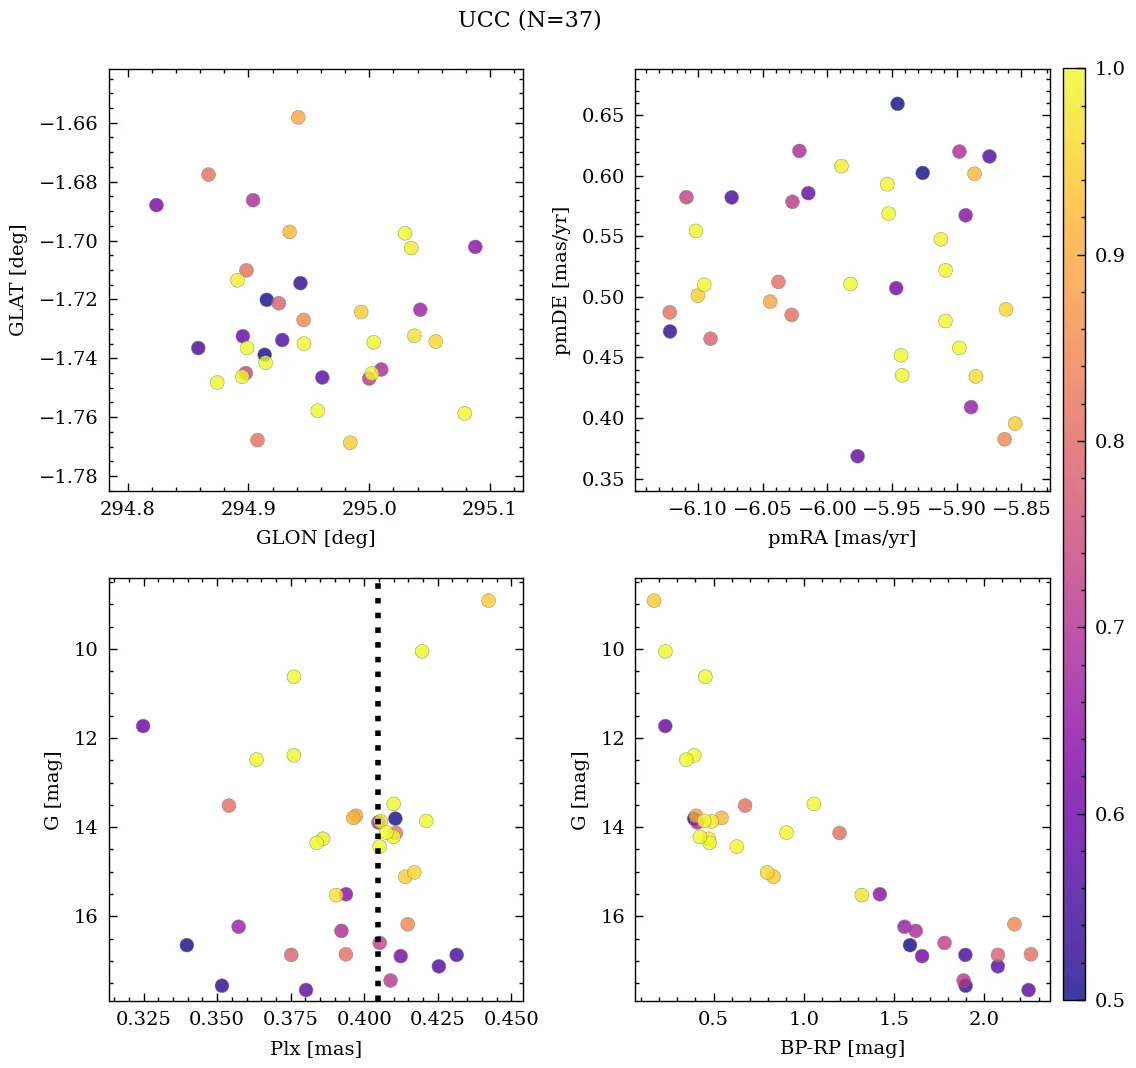 UCC (N=37)
−1.66
−1.68
−1.70
−1.72
−1.74
−1.76
−1.78
GLAT [deg]
294.8 294.9 295.0 295.1
GLON [deg]
0.65
0.60
0.55
0.50
0.45
0.40
0.35
pmDE [mas/yr]
−6.10 −6.05 −6.00 −5.95 −5.90 −5.85
pmRA [mas/yr]
10
12
14
16
G [mag]
0.325 0.350 0.375 0.400 0.425 0.450
Plx [mas]
10
12
14
16
G [mag]
0.5 1.0 1.5 2.0
BP-RP [mag]
1.0
0.9
0.8
0.7
0.6
0.5